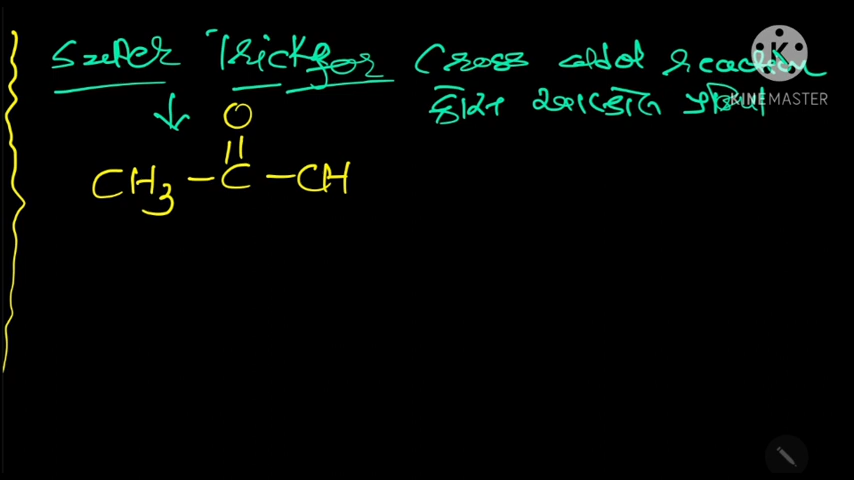 Super Trick for Cross aldol reaction
K
KINEMASTER
O
||
CH3 - C - CH